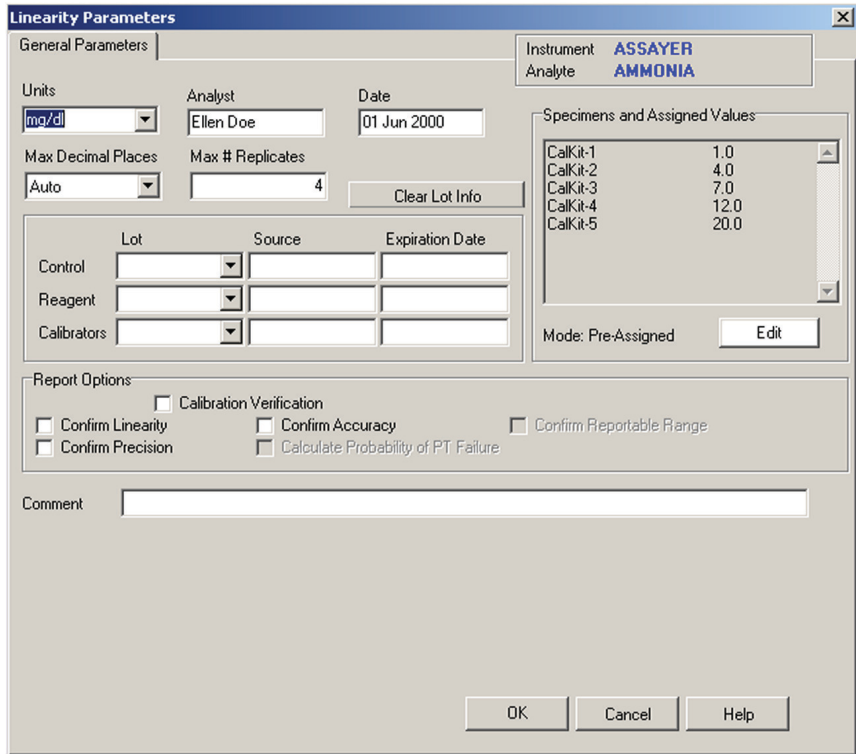 Linearity Parameters
General Parameters
Instrument ASSAYER
Analyte AMMONIA
Units
Analyst
Date
mg/dl
Ellen Doe
01 Jun 2000
Max Decimal Places
Max # Replicates
Auto
4
Clear Lot Info
Specimens and Assigned Values
CalKit-1 1.0
CalKit-2 4.0
CalKit-3 7.0
CalKit-4 12.0
CalKit-5 20.0
Mode: Pre-Assigned
Edit
Lot Source Expiration Date
Control
Reagent
Calibrators
Report Options
Calibration Verification
Confirm Linearity Confirm Accuracy Confirm Reportable Range
Confirm Precision Calculate Probability of PT Failure
Comment
OK Cancel Help